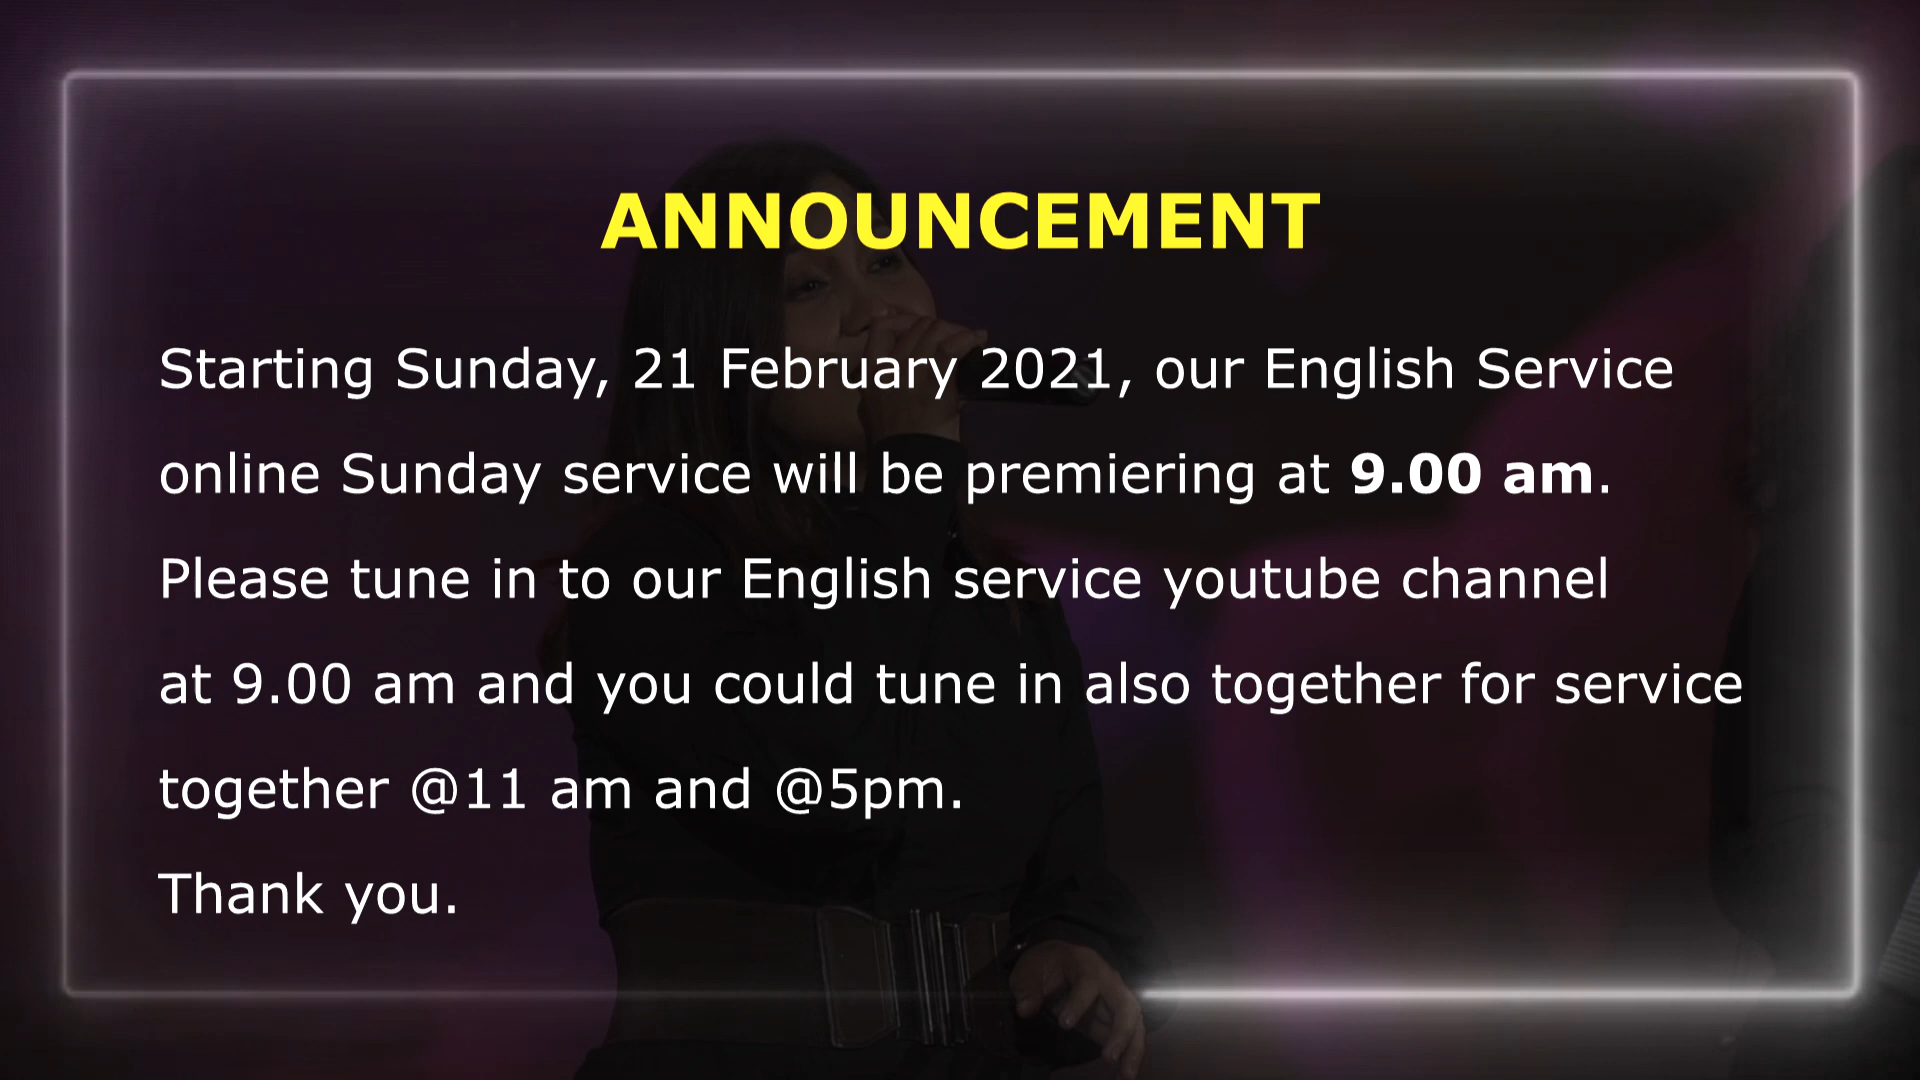 ANNOUNCEMENT
Starting Sunday, 21 February 2021, our English Service
online Sunday service will be premiering at 9.00 am.
Please tune in to our English service youtube channel
at 9.00 am and you could tune in also together for service
together @11 am and @5pm.
Thank you.